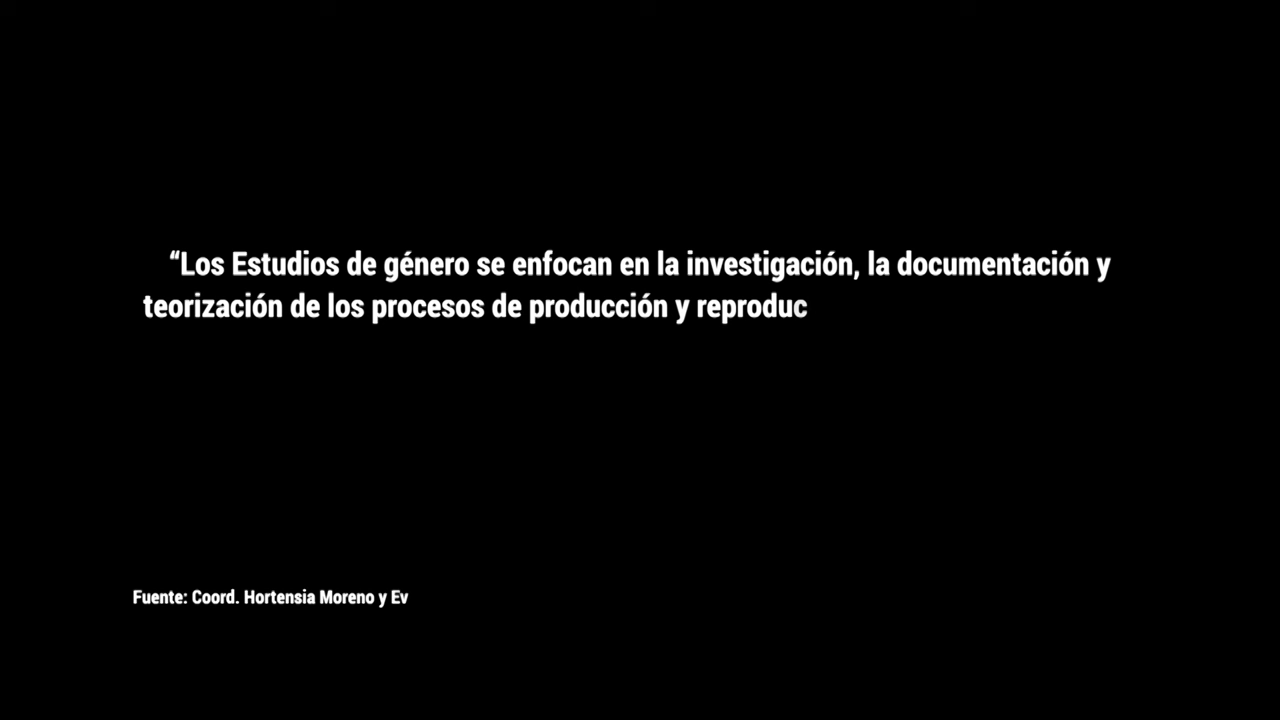 “Los Estudios de género se enfocan en la investigación, la documentación y
teorización de los procesos de producción y reproduc
Fuente: Coord. Hortensia Moreno y Ev